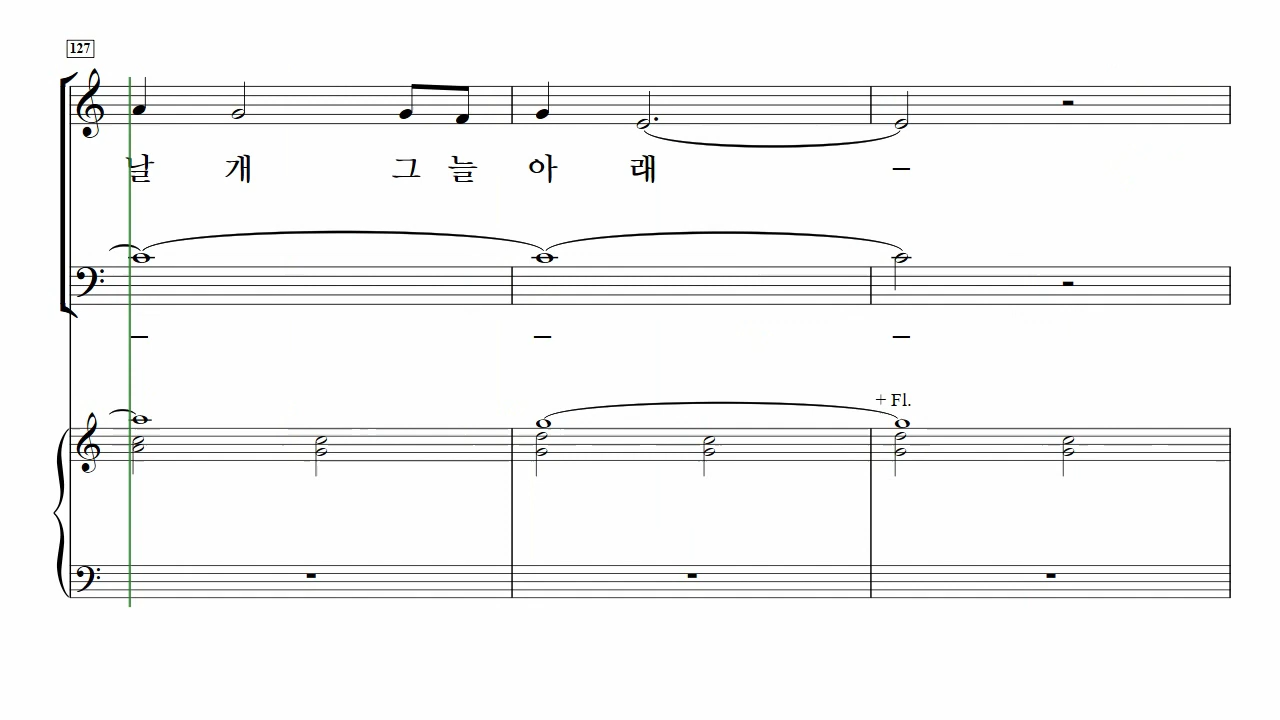 127
날 개 그 늘 아 래 –
– – –
+ Fl.